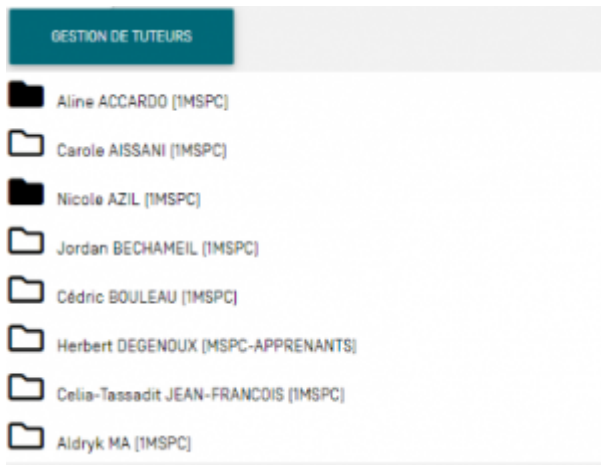 GESTION DE TUTEURS
Aline ACCARDO [1MSPC]
Carole AISSANI [1MSPC]
Nicole AZIL [1MSPC]
Jordan BECHAMEIL [1MSPC]
Cédric BOULEAU [1MSPC]
Herbert DEGENOUX [MSPC-APPRENANTS]
Celia-Tassadit JEAN-FRANCOIS [1MSPC]
Aldryk MA [1MSPC]